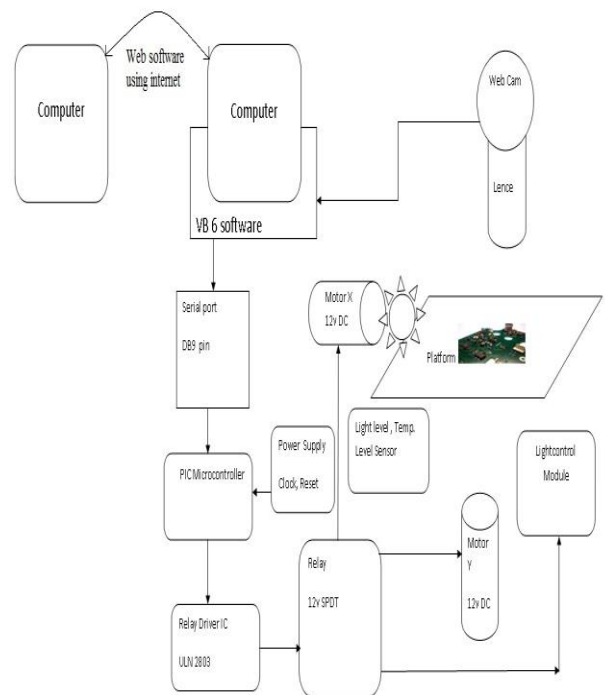 Web software
using internet
Computer
Computer
Web Cam
Lence
VB 6 software
Serial port
DB9 pin
Motor X
12v DC
Platform
Light level , Temp.
Level Sensor
Power Supply
Clock, Reset
PIC Microcontroller
Lightcontrol
Module
Relay
12v SPDT
Motor
Y
12v DC
Relay Driver IC
ULN 2803